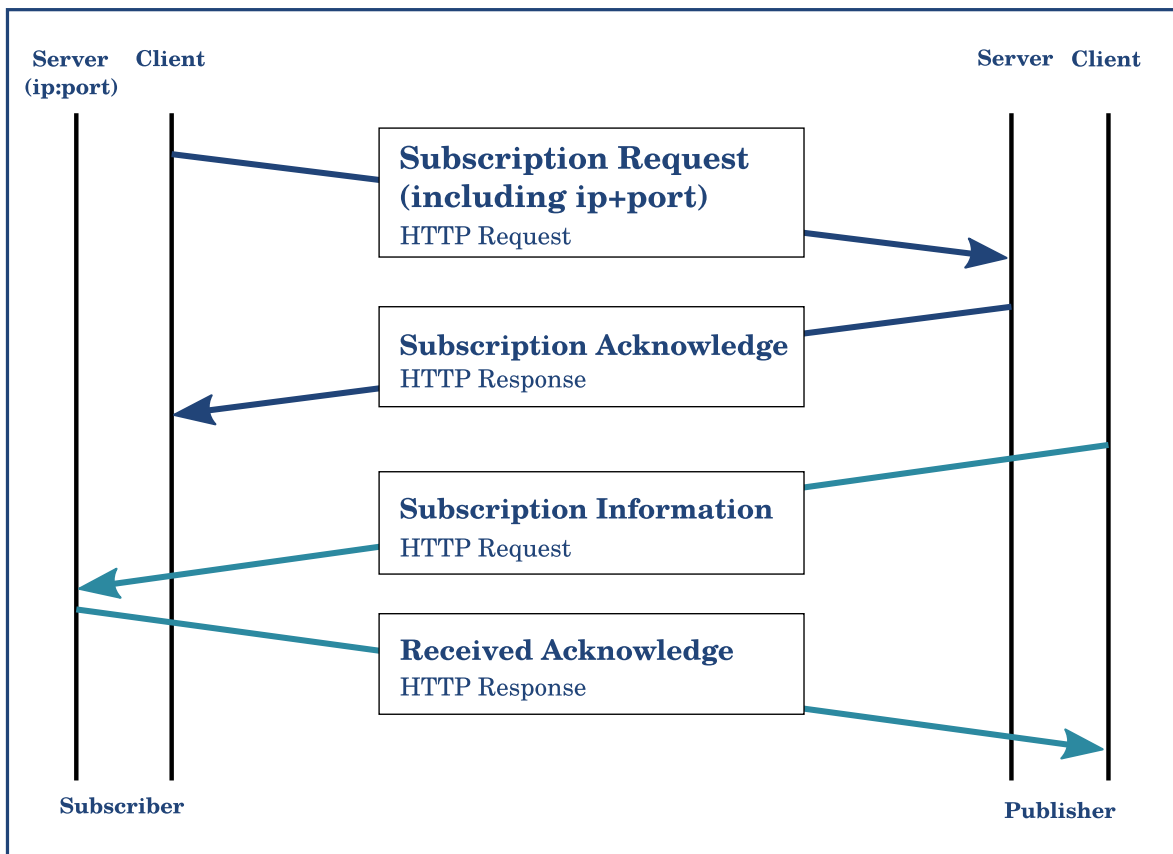 Server Client
(ip:port)
Server Client
Subscription Request
(including ip+port)
HTTP Request
Subscription Acknowledge
HTTP Response
Subscription Information
HTTP Request
Received Acknowledge
HTTP Response
Subscriber
Publisher